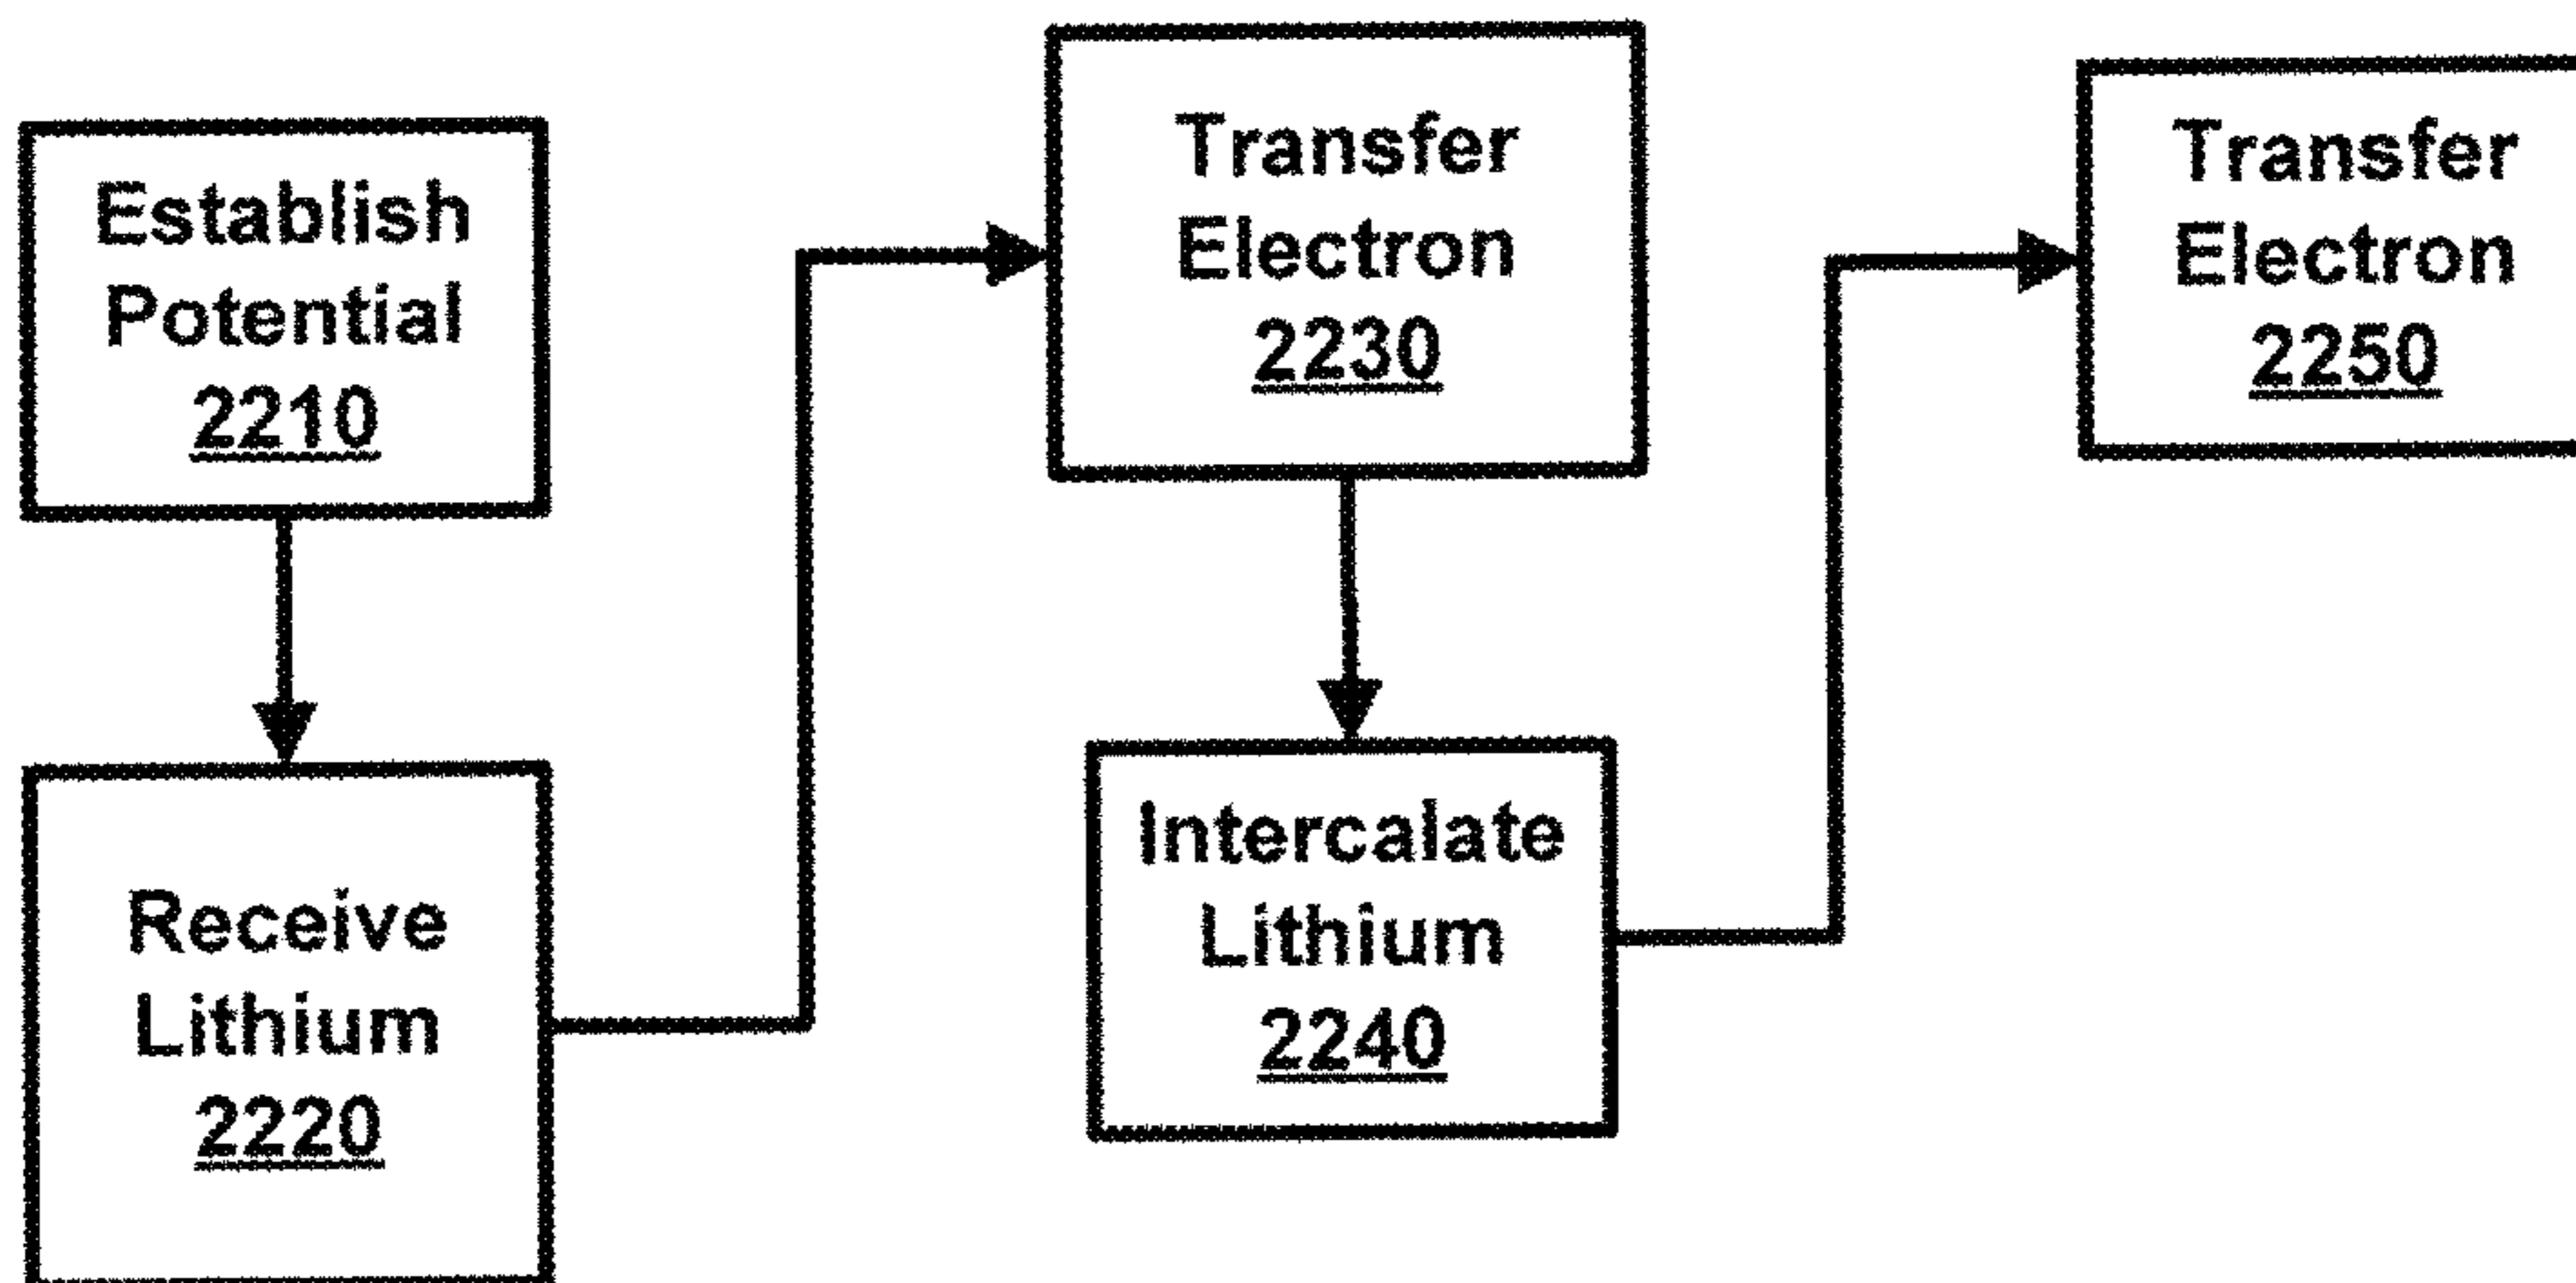 Establish
Potential
2210
Receive
Lithium
2220
Transfer
Electron
2230
Intercalate
Lithium
2240
Transfer
Electron
2250